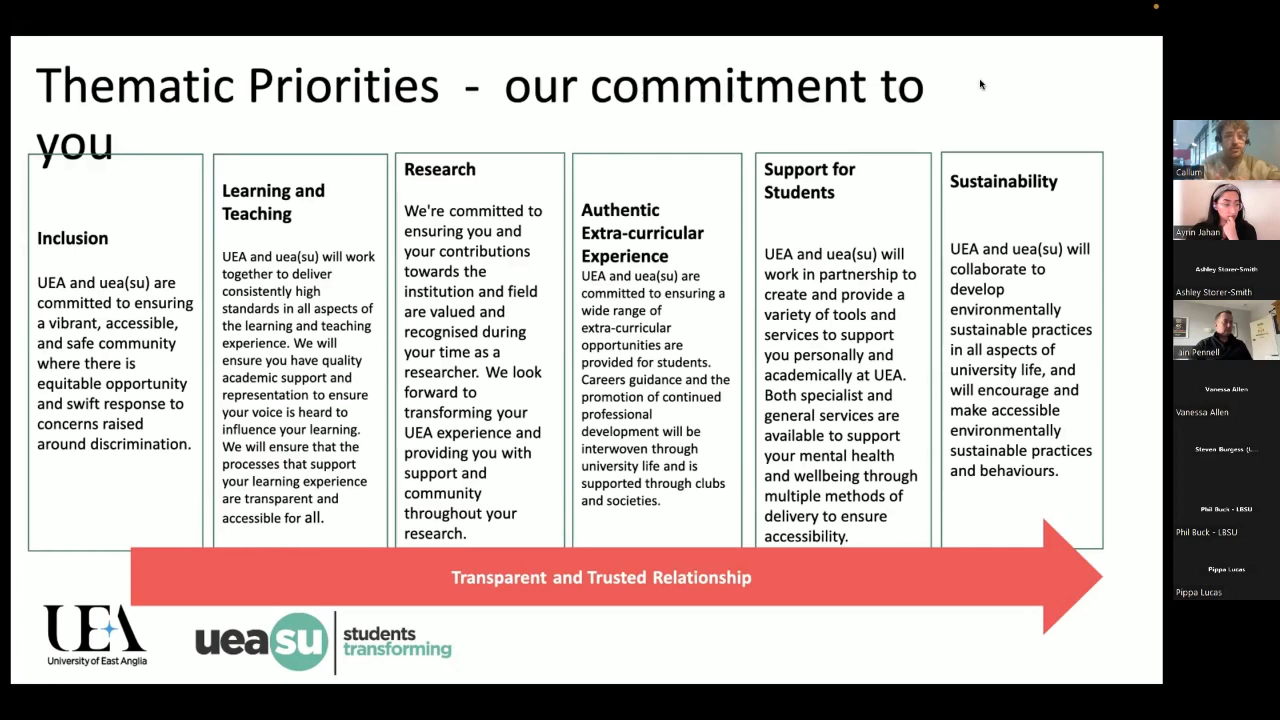 Thematic Priorities - our commitment to
you
Inclusion
UEA and uea(su) are
committed to ensuring
a vibrant, accessible,
and safe community
where there is
equitable opportunity
and swift response to
concerns raised
around discrimination.
Learning and
Teaching
UEA and uea(su) will work
together to deliver
consistently high
standards in all aspects of
the learning and teaching
experience. We will
ensure you have quality
academic support and
representation to ensure
your voice is heard to
influence your learning.
We will ensure that the
processes that support
your learning experience
are transparent and
accessible for all.
Research
We're committed to
ensuring you and
your contributions
towards the
institution and field
are valued and
recognised during
your time as a
researcher. We look
forward to
transforming your
UEA experience and
providing you with
support and
community
throughout your
research.
Authentic
Extra-curricular
Experience
UEA and uea(su) are
committed to ensuring a
wide range of
extra-curricular
opportunities are
provided for students.
Careers guidance and the
promotion of continued
professional
development will be
interwoven through
university life and is
supported through clubs
and societies.
Support for
Students
UEA and uea(su) will
work in partnership to
create and provide a
variety of tools and
services to support
you personally and
academically at UEA.
Both specialist and
general services are
available to support
your mental health
and wellbeing through
multiple methods of
delivery to ensure
accessibility.
Sustainability
UEA and uea(su) will
collaborate to
develop
environmentally
sustainable practices
in all aspects of
university life, and
will encourage and
make accessible
environmentally
sustainable practices
and behaviours.
Transparent and Trusted Relationship
UEA
University of East Anglia
uea su
students
transforming
Callum
Ayrin Jahan
Ashley Storer-Smith
Ashley Storer-Smith
Iain Pennell
Vanessa Allen
Vanessa Allen
Steven Burgess (L...
Phil Buck - LBSU
Phil Buck - LBSU
Pippa Lucas
Pippa Lucas